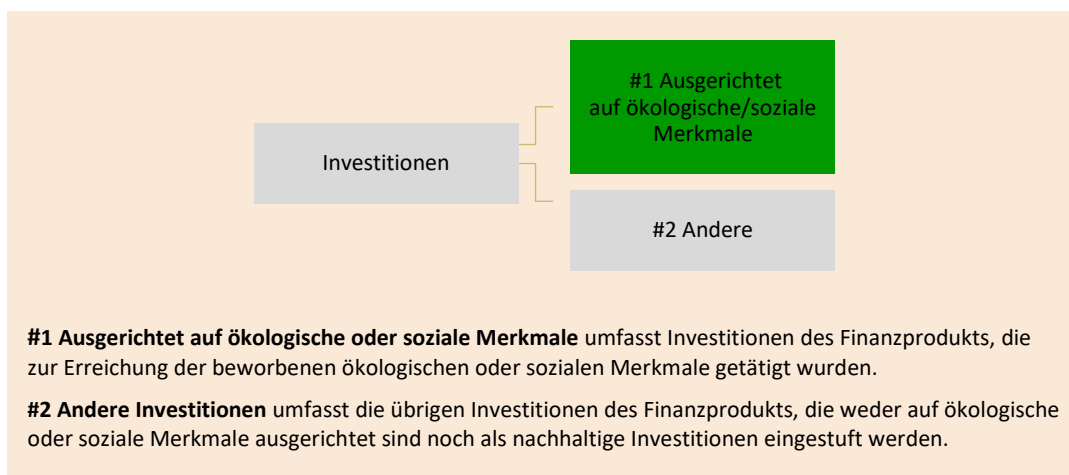 #1 Ausgerichtet
auf ökologische/soziale
Merkmale
Investitionen
#2 Andere
#1 Ausgerichtet auf ökologische oder soziale Merkmale umfasst Investitionen des Finanzprodukts, die
zur Erreichung der beworbenen ökologischen oder sozialen Merkmale getätigt wurden.
#2 Andere Investitionen umfasst die übrigen Investitionen des Finanzprodukts, die weder auf ökologische
oder soziale Merkmale ausgerichtet sind noch als nachhaltige Investitionen eingestuft werden.